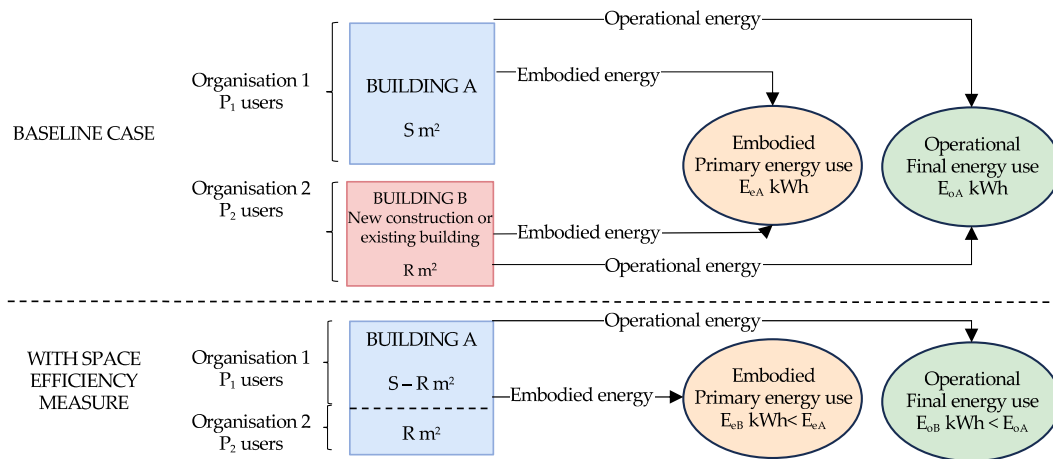 Operational energy
Organisation 1
P₁ users
BUILDING A
S m²
Embodied energy
BASELINE CASE
Embodied
Primary energy use
EₑA kWh
Operational
Final energy use
EₒA kWh
Organisation 2
P₂ users
BUILDING B
New construction or
existing building
R m²
Embodied energy
Operational energy
WITH SPACE
EFFICIENCY
MEASURE
Operational energy
Organisation 1
P₁ users
BUILDING A
S – R m²
Embodied energy
Embodied
Primary energy use
EₑB kWh< EₑA
Operational
Final energy use
EₒB kWh < EₒA
Organisation 2
P₂ users
R m²